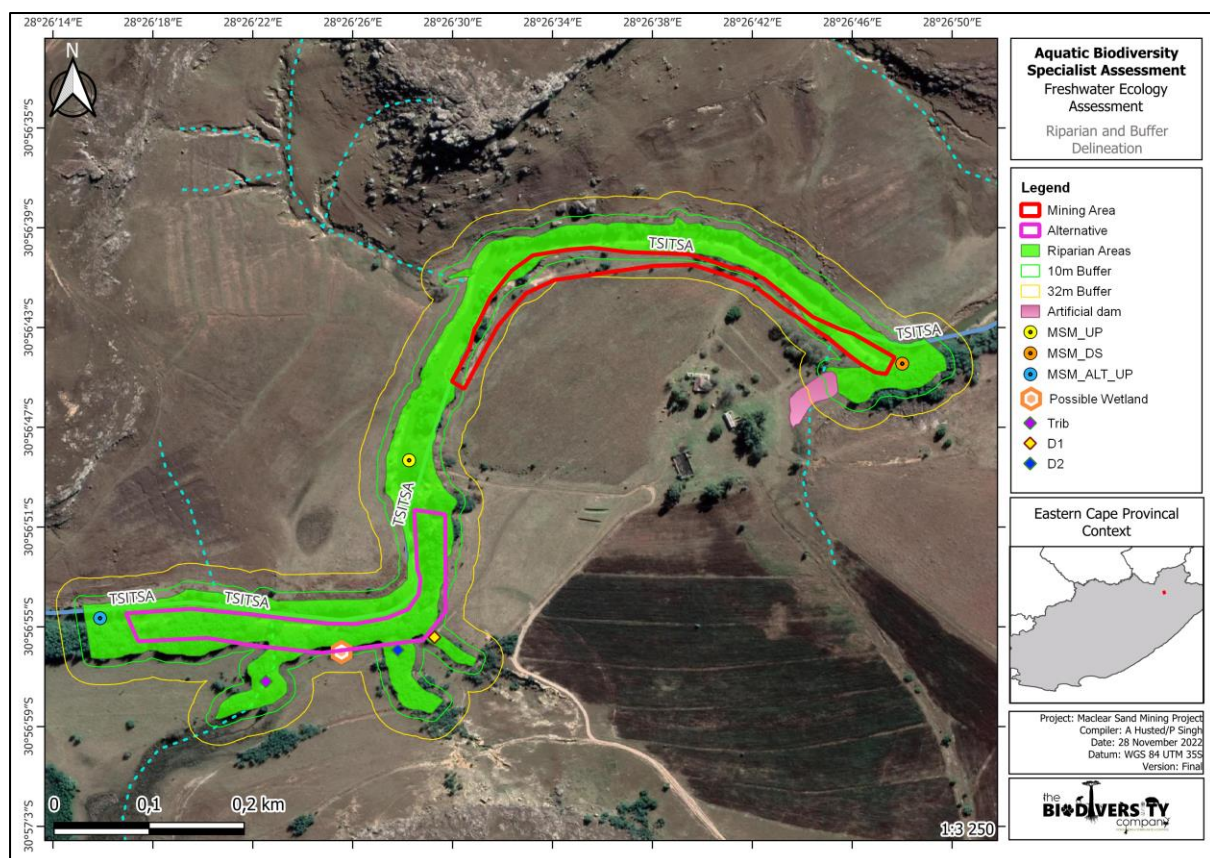 28°26′14″E 28°26′18″E 28°26′22″E 28°26′26″E 28°26′30″E 28°26′34″E 28°26′38″E 28°26′42″E 28°26′46″E 28°26′50″E
N
30°56′35″S
30°56′39″S
30°56′43″S
30°56′47″S
30°56′51″S
30°56′55″S
30°56′59″S
30°57′3″S
TSITSA
TSITSA
TSITSA
TSITSA
TSITSA
0 0,1 0,2 km
1:3 250
Aquatic Biodiversity
Specialist Assessment
Freshwater Ecology
Assessment
Riparian and Buffer
Delineation
Legend
Mining Area
Alternative
Riparian Areas
10m Buffer
32m Buffer
Artificial dam
MSM_UP
MSM_DS
MSM_ALT_UP
Possible Wetland
Trib
D1
D2
Eastern Cape Provincal
Context
Project: Maclear Sand Mining Project
Compiler: A Husted/P Singh
Date: 28 November 2022
Datum: WGS 84 UTM 35S
Version: Final
the
BIODIVERSITY
company